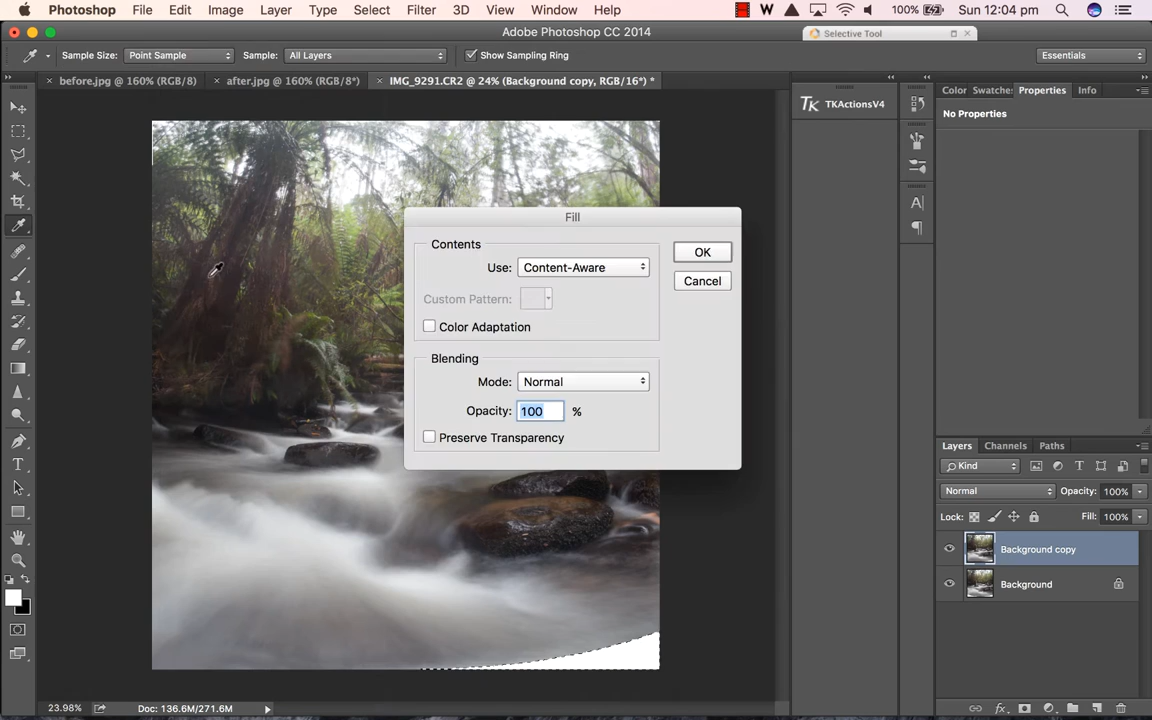 Photoshop File Edit Image Layer Type Select Filter 3D View Window Help W 100% Sun 12:04 pm
Adobe Photoshop CC 2014
Selective Tool
Sample Size: Point Sample Sample: All Layers Show Sampling Ring Essentials
before.jpg @ 160% (RGB/8) after.jpg @ 160% (RGB/8*) IMG_9291.CR2 @ 24% (Background copy, RGB/16*) *
Color Swatches Properties Info
TK TKActionsV4
No Properties
Fill
Contents
OK
Use: Content-Aware
Cancel
Custom Pattern:
Color Adaptation
Blending
Mode: Normal
Opacity: 100 %
Preserve Transparency
Layers Channels Paths
Kind
Normal Opacity: 100%
Lock: Fill: 100%
Background copy
Background
23.98% Doc: 136.6M/271.6M